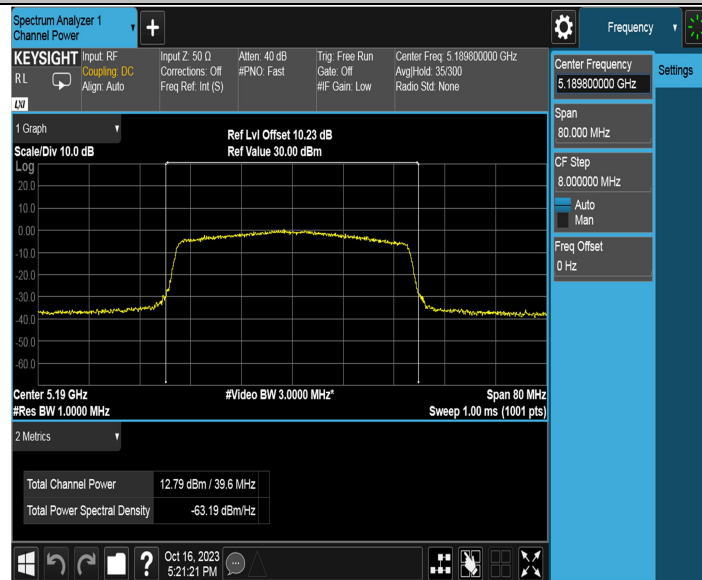 Spectrum Analyzer 1
Channel Power
Frequency
KEYSIGHT
RL
LXI
Input: RF
Coupling: DC
Align: Auto
Input Z: 50 Ω
Corrections: Off
Freq Ref: Int (S)
Atten: 40 dB
#PNO: Fast
Trig: Free Run
Gate: Off
#IF Gain: Low
Center Freq: 5.189800000 GHz
Avg|Hold: 35/300
Radio Std: None
Center Frequency
5.189800000 GHz
Settings
Span
80.000 MHz
CF Step
8.000000 MHz
Auto
Man
Freq Offset
0 Hz
1 Graph
Scale/Div 10.0 dB
Ref Lvl Offset 10.23 dB
Ref Value 30.00 dBm
Log
20.0
10.0
0.00
-10.0
-20.0
-30.0
-40.0
-50.0
-60.0
Center 5.19 GHz
#Video BW 3.0000 MHz*
Span 80 MHz
#Res BW 1.0000 MHz
Sweep 1.00 ms (1001 pts)
2 Metrics
Total Channel Power 12.79 dBm / 39.6 MHz
Total Power Spectral Density -63.19 dBm/Hz
?
Oct 16, 2023
5:21:21 PM